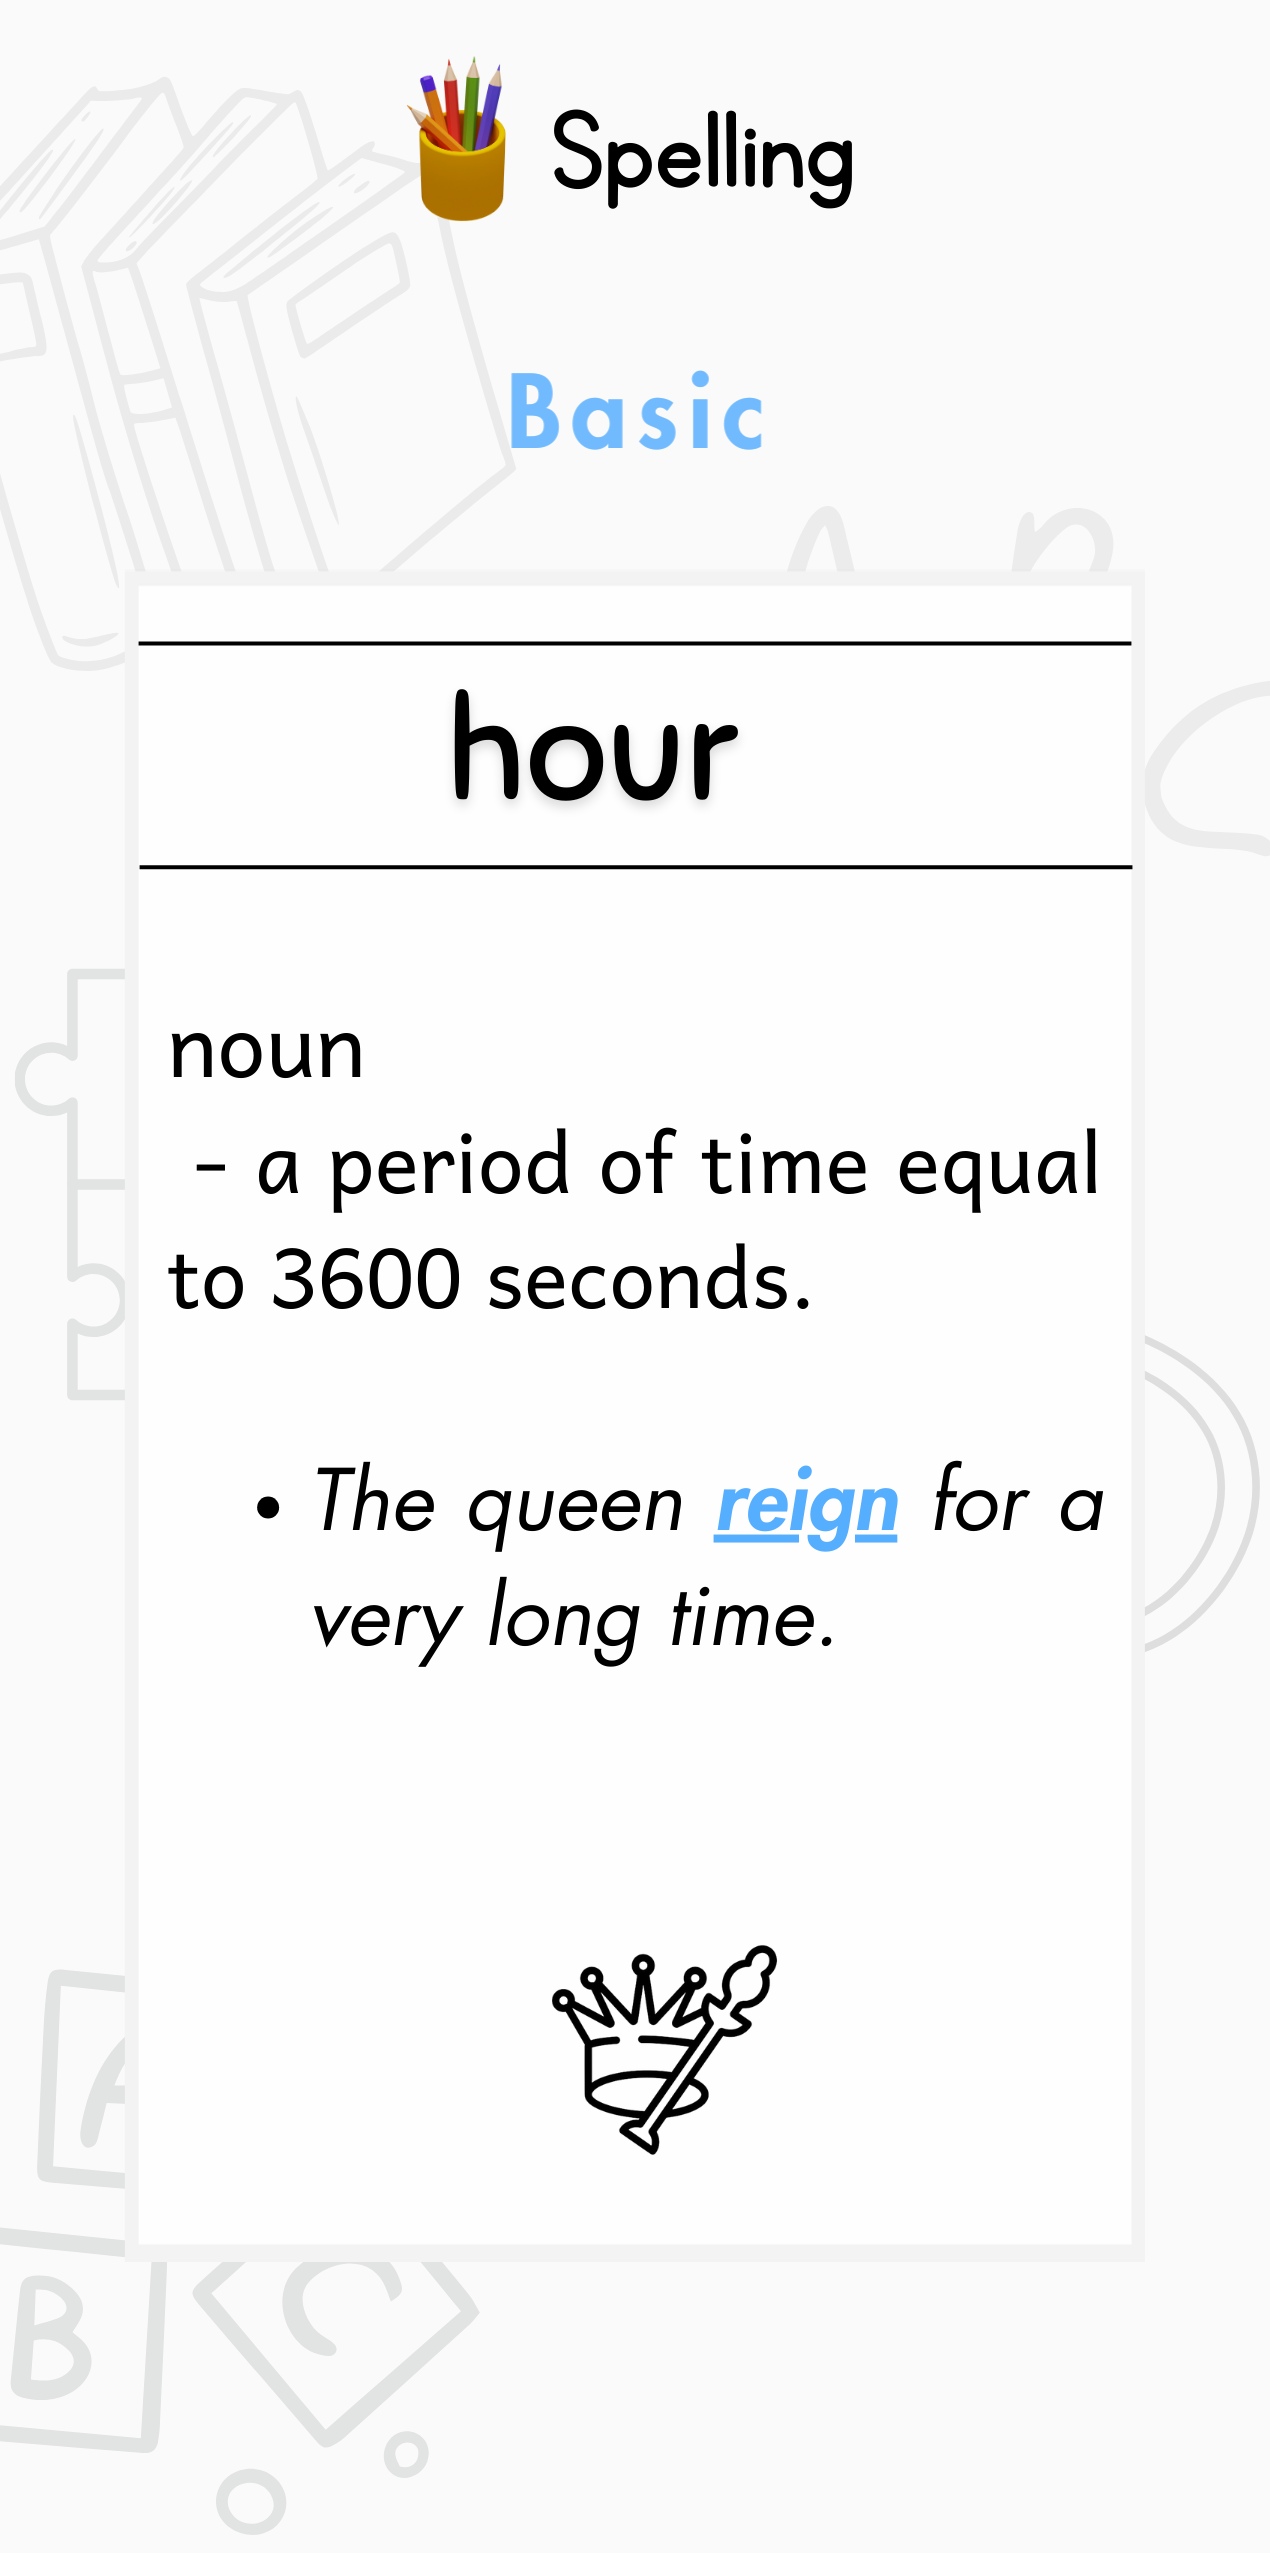 Spelling
Basic
hour
noun
- a period of time equal
to 3600 seconds.
• The queen reign for a
very long time.
A
B
C